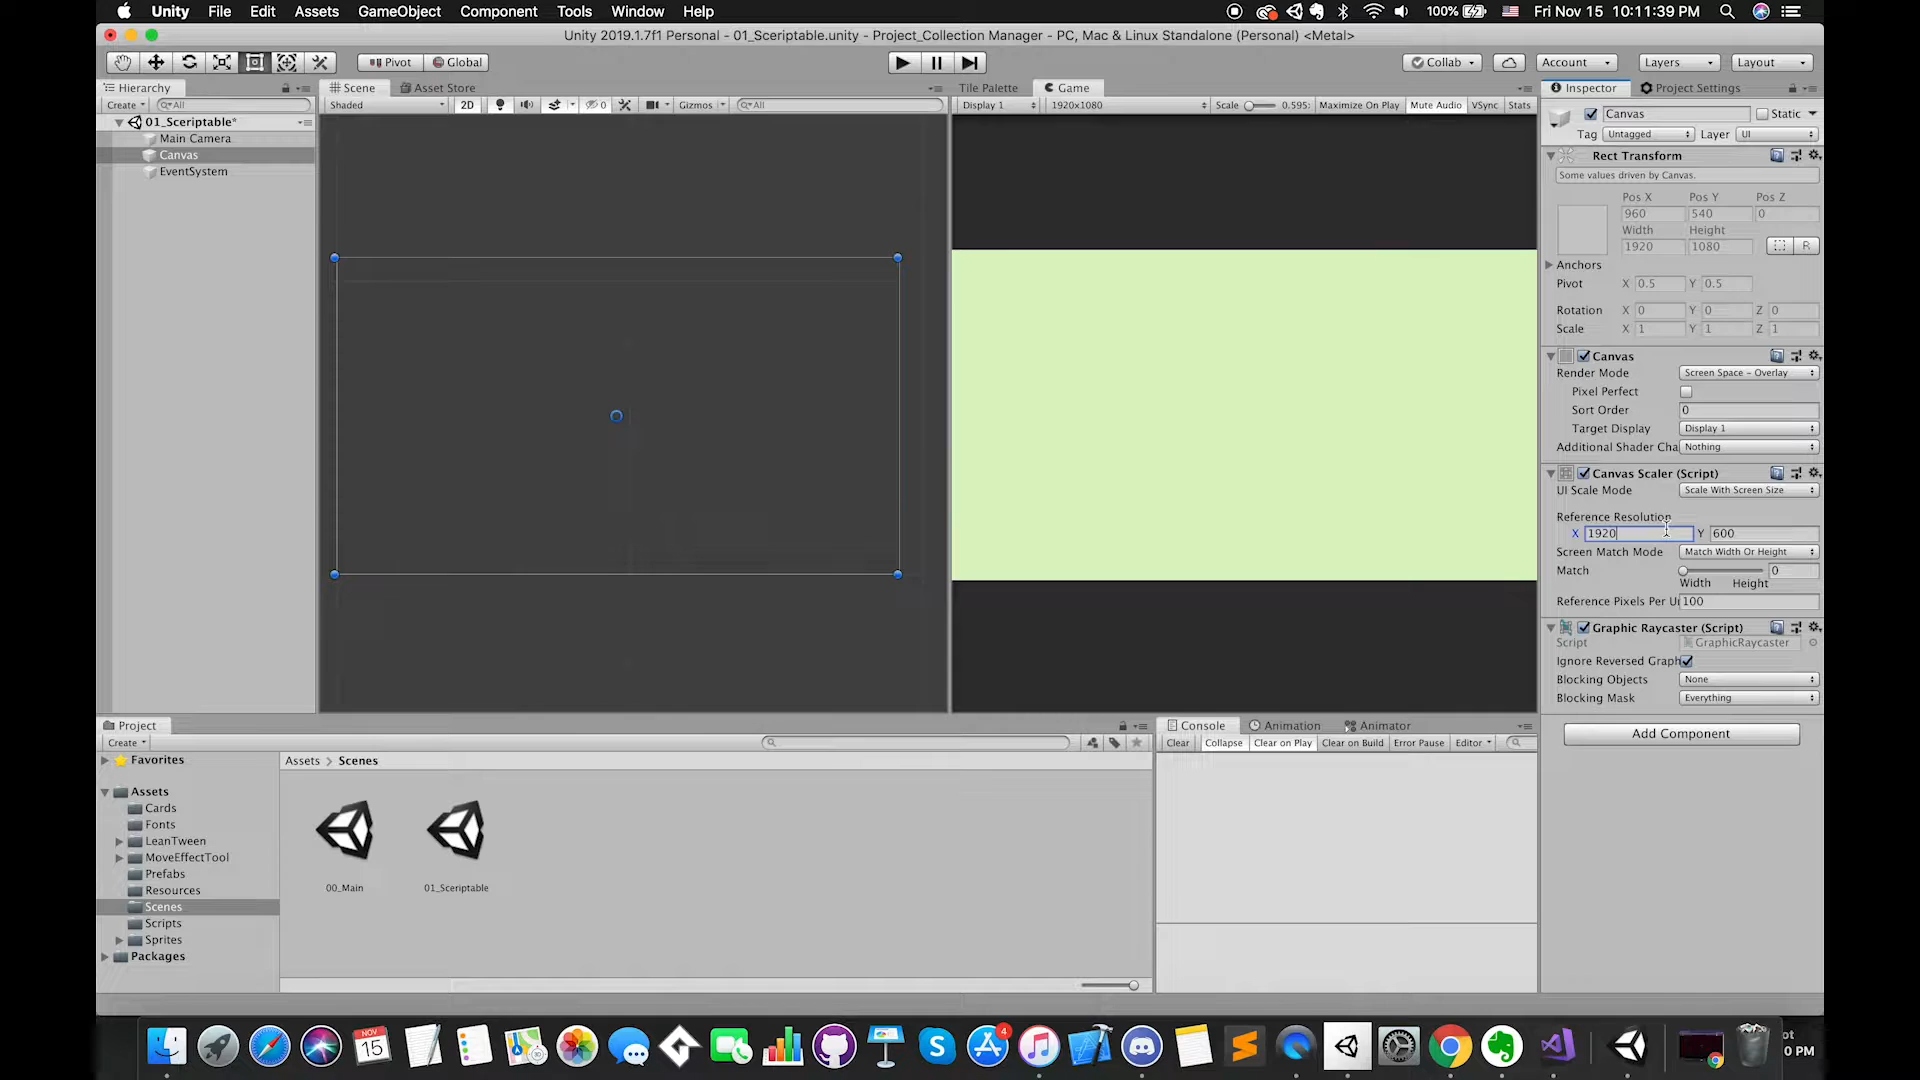 Unity File Edit Assets GameObject Component Tools Window Help 100% Fri Nov 15 10:11:39 PM
Unity 2019.1.7f1 Personal - 01_Sceriptable.unity - Project_Collection Manager - PC, Mac & Linux Standalone (Personal) <Metal>
Pivot Global Collab Account Layers Layout
Hierarchy Scene Asset Store Tile Palette Game Inspector Project Settings
Create All Shaded 2D 0 Gizmos All Display 1 1920x1080 Scale 0.595: Maximize On Play Mute Audio VSync Stats
Canvas Static
01_Sceriptable*
Main Camera
Canvas
EventSystem
Tag Untagged Layer UI
Rect Transform
Some values driven by Canvas.
Pos X Pos Y Pos Z
960 540 0
Width Height
1920 1080 R
Anchors
Pivot X 0.5 Y 0.5
Rotation X 0 Y 0 Z 0
Scale X 1 Y 1 Z 1
Canvas
Render Mode Screen Space - Overlay
Pixel Perfect
Sort Order 0
Target Display Display 1
Additional Shader Cha Nothing
Canvas Scaler (Script)
UI Scale Mode Scale With Screen Size
Reference Resolution
X 1920 Y 600
Screen Match Mode Match Width Or Height
Match 0
Width Height
Reference Pixels Per U 100
Graphic Raycaster (Script)
Script GraphicRaycaster
Ignore Reversed Graph
Blocking Objects None
Blocking Mask Everything
Add Component
Project
Create
Favorites
Assets
Cards
Fonts
LeanTween
MoveEffectTool
Prefabs
Resources
Scenes
Scripts
Sprites
Packages
Assets > Scenes
00_Main 01_Sceriptable
Console Animation Animator
Clear Collapse Clear on Play Clear on Build Error Pause Editor
NOV
15
4
ot
0 PM